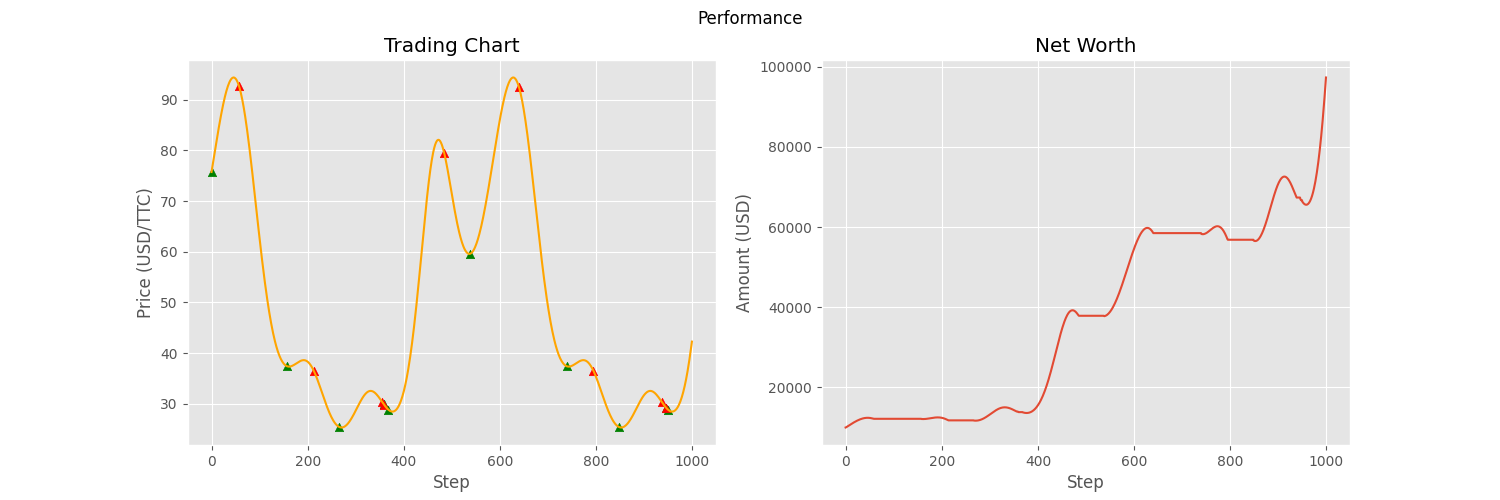 Performance
Trading Chart
Price (USD/TTC)
90
80
70
60
50
40
30
0 200 400 600 800 1000
Step
Net Worth
Amount (USD)
100000
80000
60000
40000
20000
0 200 400 600 800 1000
Step